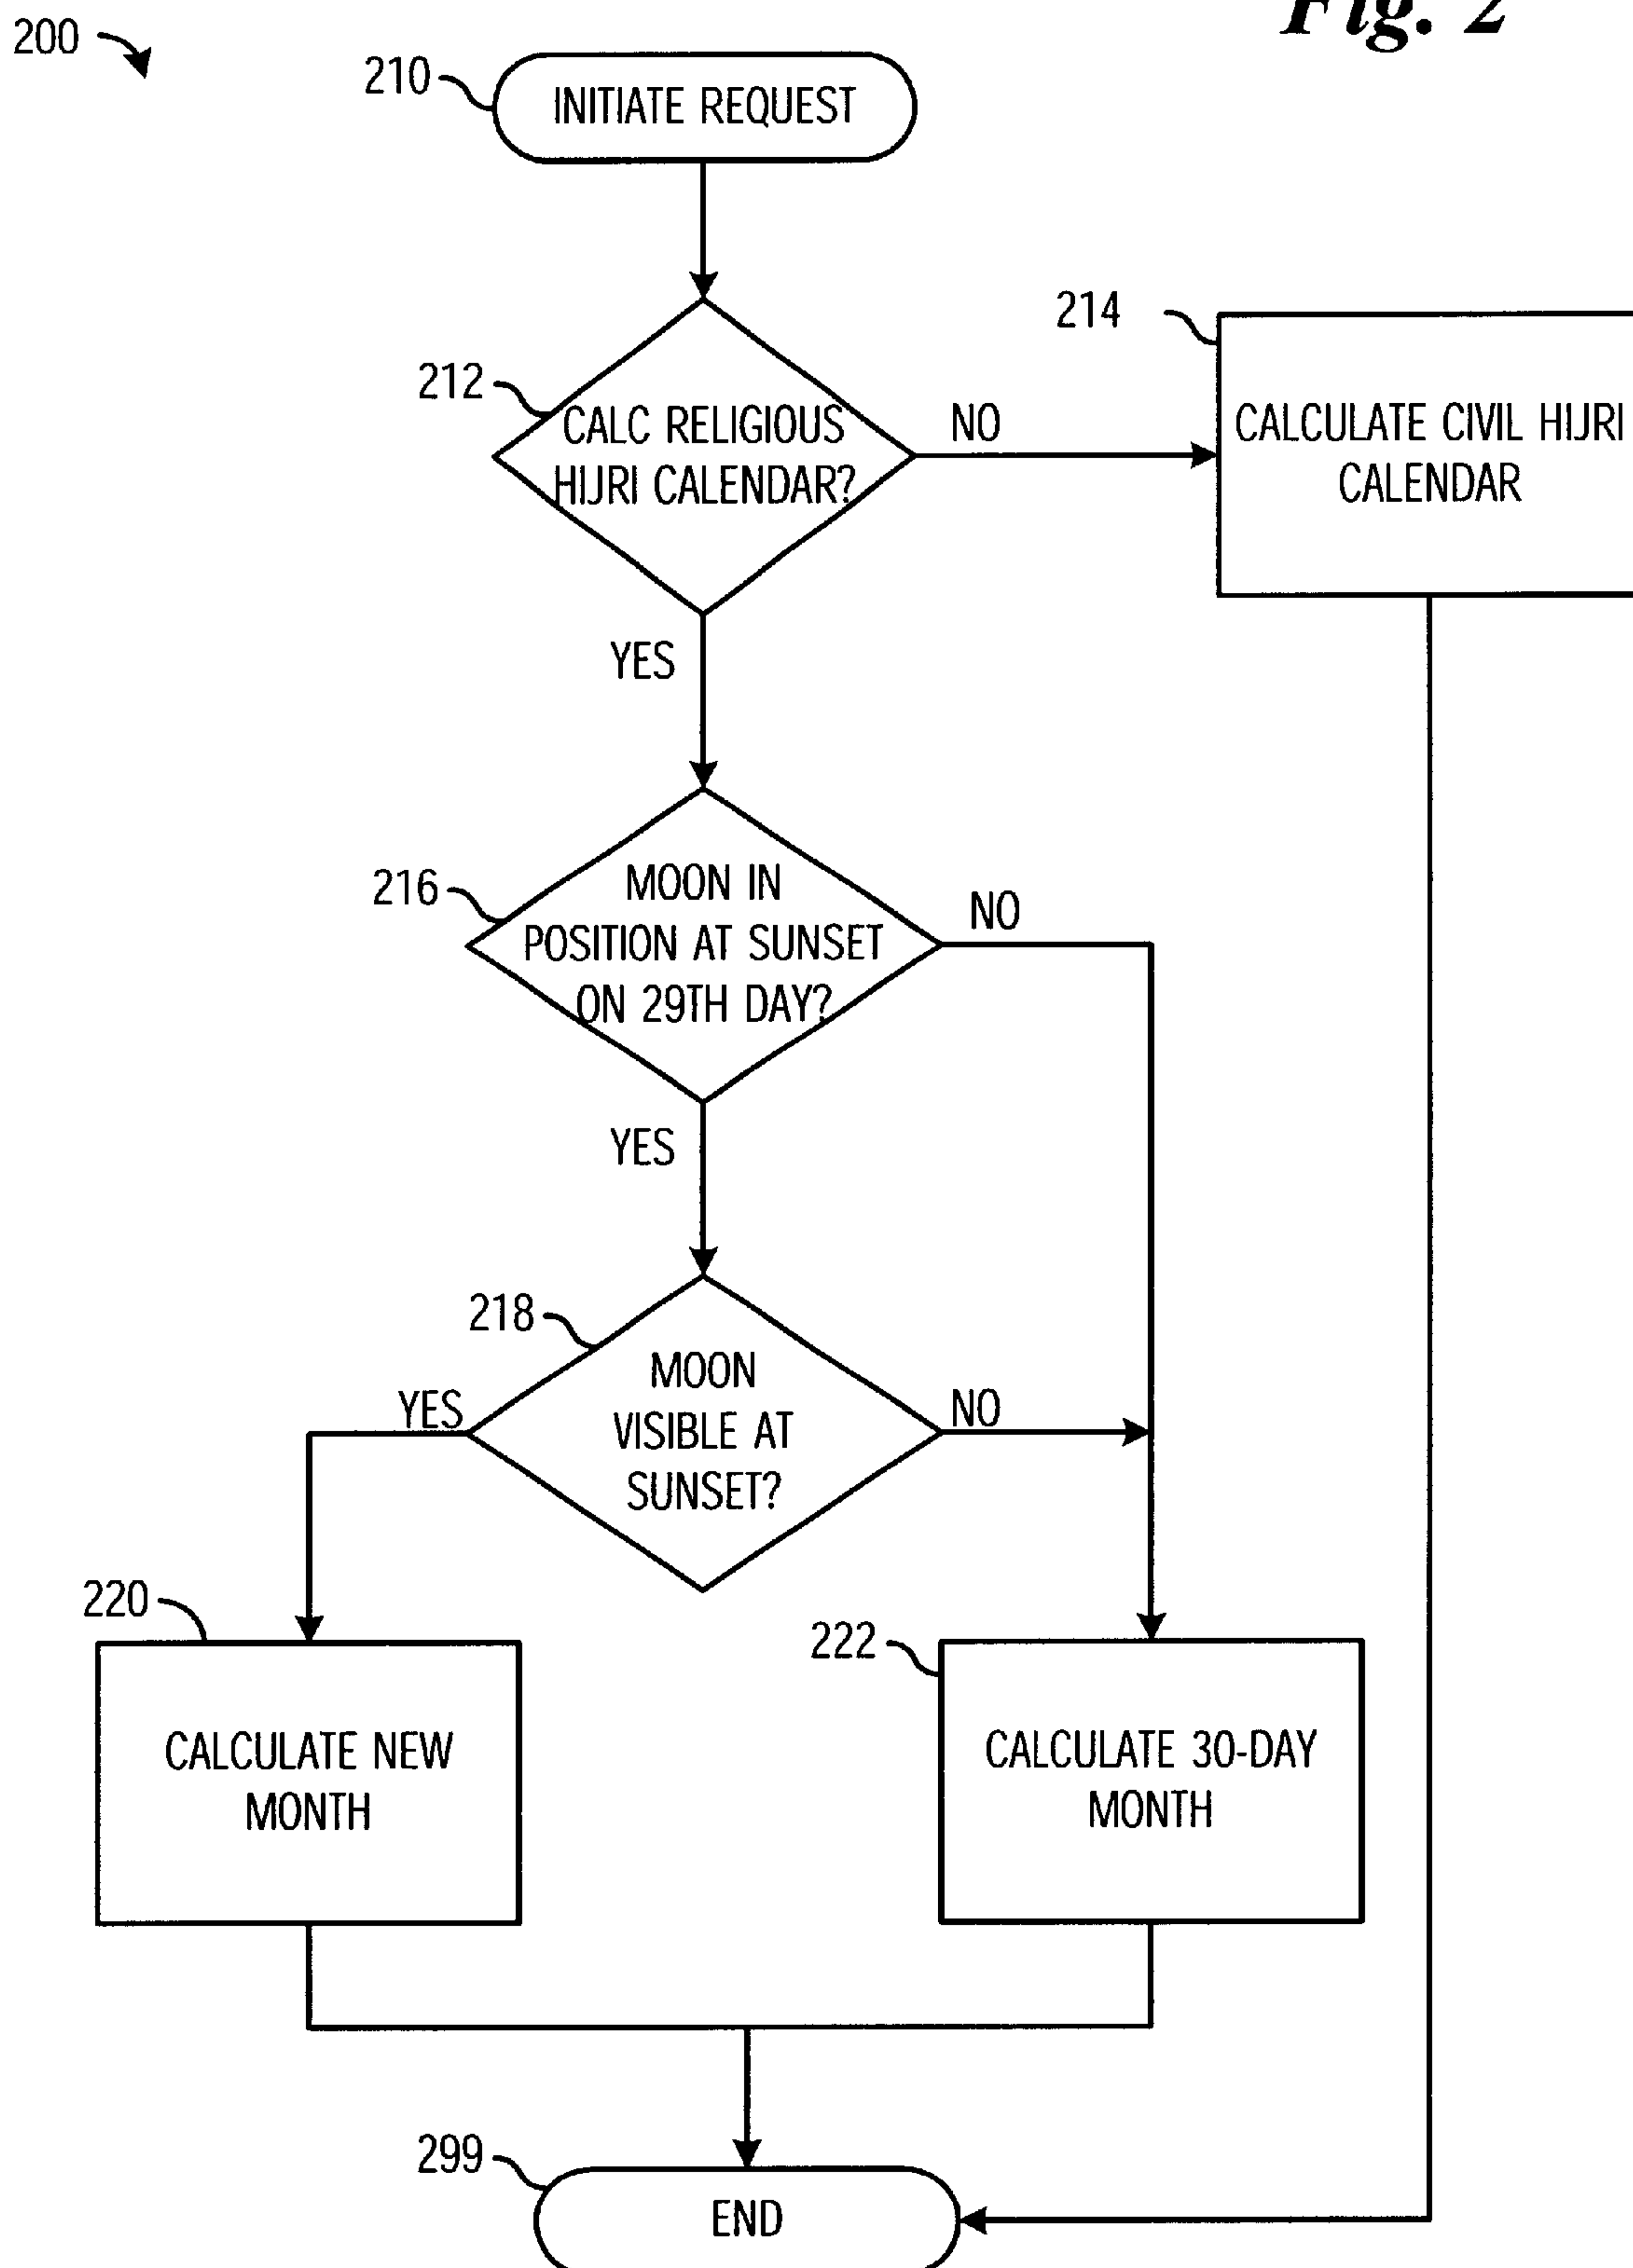 Fig. 2
200
210
INITIATE REQUEST
212
CALC RELIGIOUS
HIJRI CALENDAR?
NO
214
CALCULATE CIVIL HIJRI
CALENDAR
YES
216
MOON IN
POSITION AT SUNSET
ON 29TH DAY?
NO
YES
218
MOON
VISIBLE AT
SUNSET?
YES
NO
220
CALCULATE NEW
MONTH
222
CALCULATE 30-DAY
MONTH
299
END